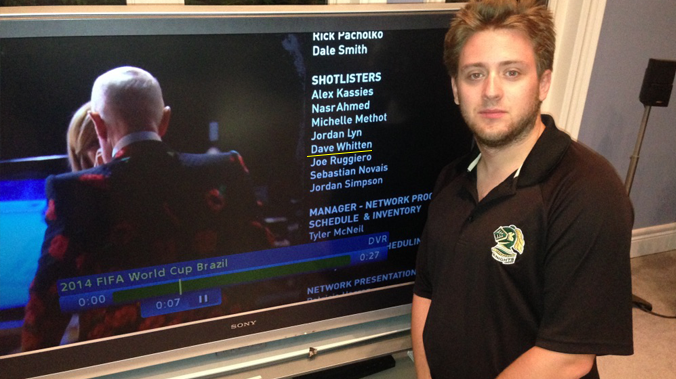 Rick Pacholko
Dale Smith
SHOTLISTERS
Alex Kassies
Nasr Ahmed
Michelle Methot
Jordan Lyn
Dave Whitten
Joe Ruggiero
Sebastian Novais
Jordan Simpson
MANAGER - NETWORK
SCHEDULE & INVENTORY
Tyler McNeil
DVR
2014 FIFA World Cup Brazil
0:27
0:00
0:07
NETWORK PRESENTATION
SONY